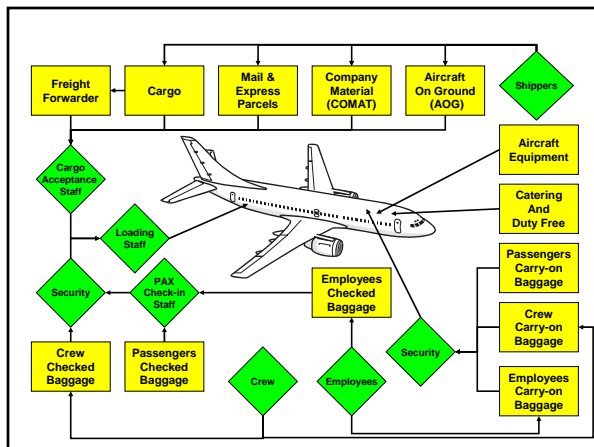 Freight
Forwarder
Cargo
Mail &
Express
Parcels
Company
Material
(COMAT)
Aircraft
On Ground
(AOG)
Shippers
Cargo
Acceptance
Staff
Aircraft
Equipment
Loading
Staff
Catering
And
Duty Free
Security
PAX
Check-in
Staff
Employees
Checked
Baggage
Passengers
Carry-on
Baggage
Crew
Checked
Baggage
Passengers
Checked
Baggage
Crew
Employees
Security
Crew
Carry-on
Baggage
Employees
Carry-on
Baggage